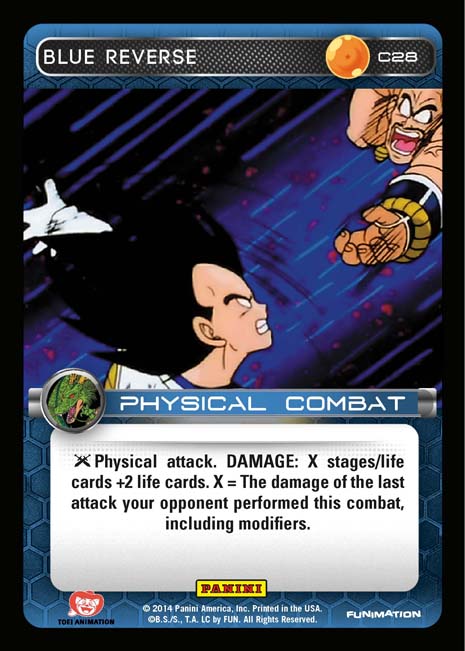 BLUE REVERSE
C28
PHYSICAL COMBAT
Physical attack. DAMAGE: X stages/life
cards +2 life cards. X = The damage of the last
attack your opponent performed this combat,
including modifiers.
PANINI
© 2014 Panini America, Inc. Printed in the USA.
©B.S./S., T.A. LC by FUN. All Rights Reserved.
TOEI ANIMATION
FUNIMATION